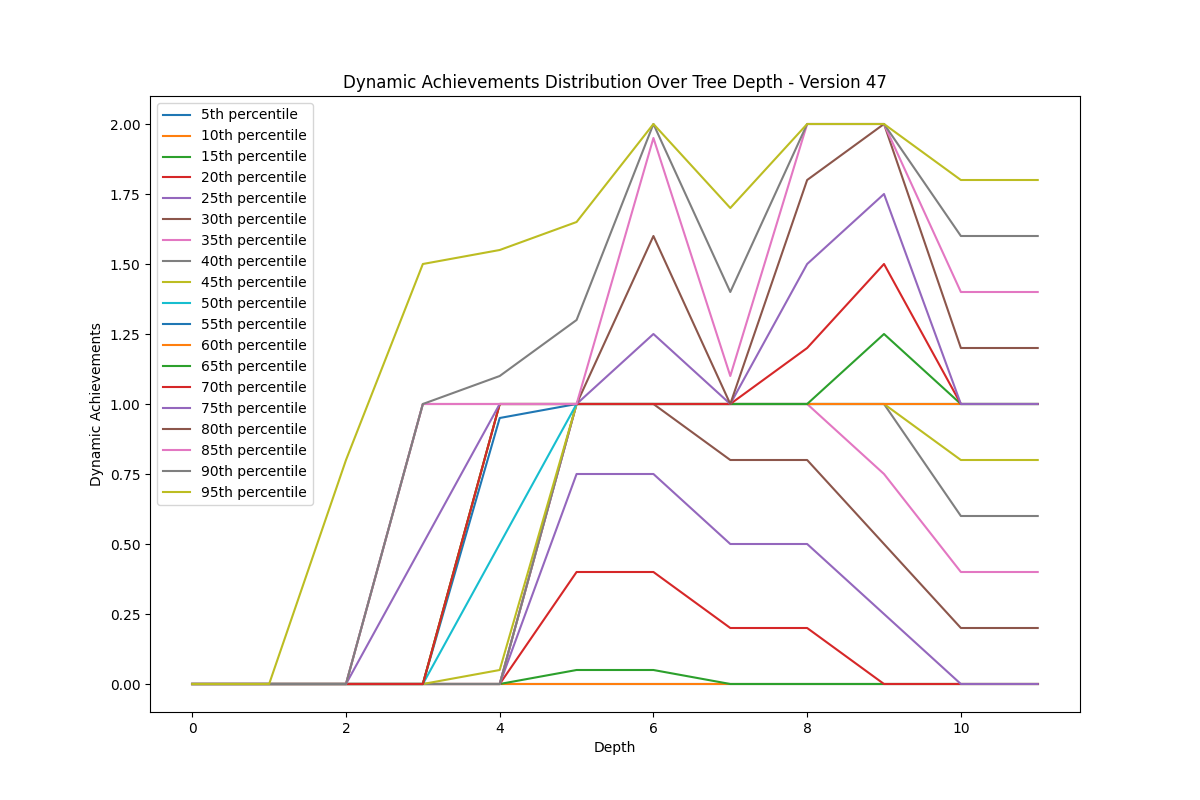 Dynamic Achievements Distribution Over Tree Depth - Version 47
2.00
1.75
1.50
1.25
1.00
0.75
0.50
0.25
0.00
Dynamic Achievements
5th percentile
10th percentile
15th percentile
20th percentile
25th percentile
30th percentile
35th percentile
40th percentile
45th percentile
50th percentile
55th percentile
60th percentile
65th percentile
70th percentile
75th percentile
80th percentile
85th percentile
90th percentile
95th percentile
0 2 4 6 8 10
Depth